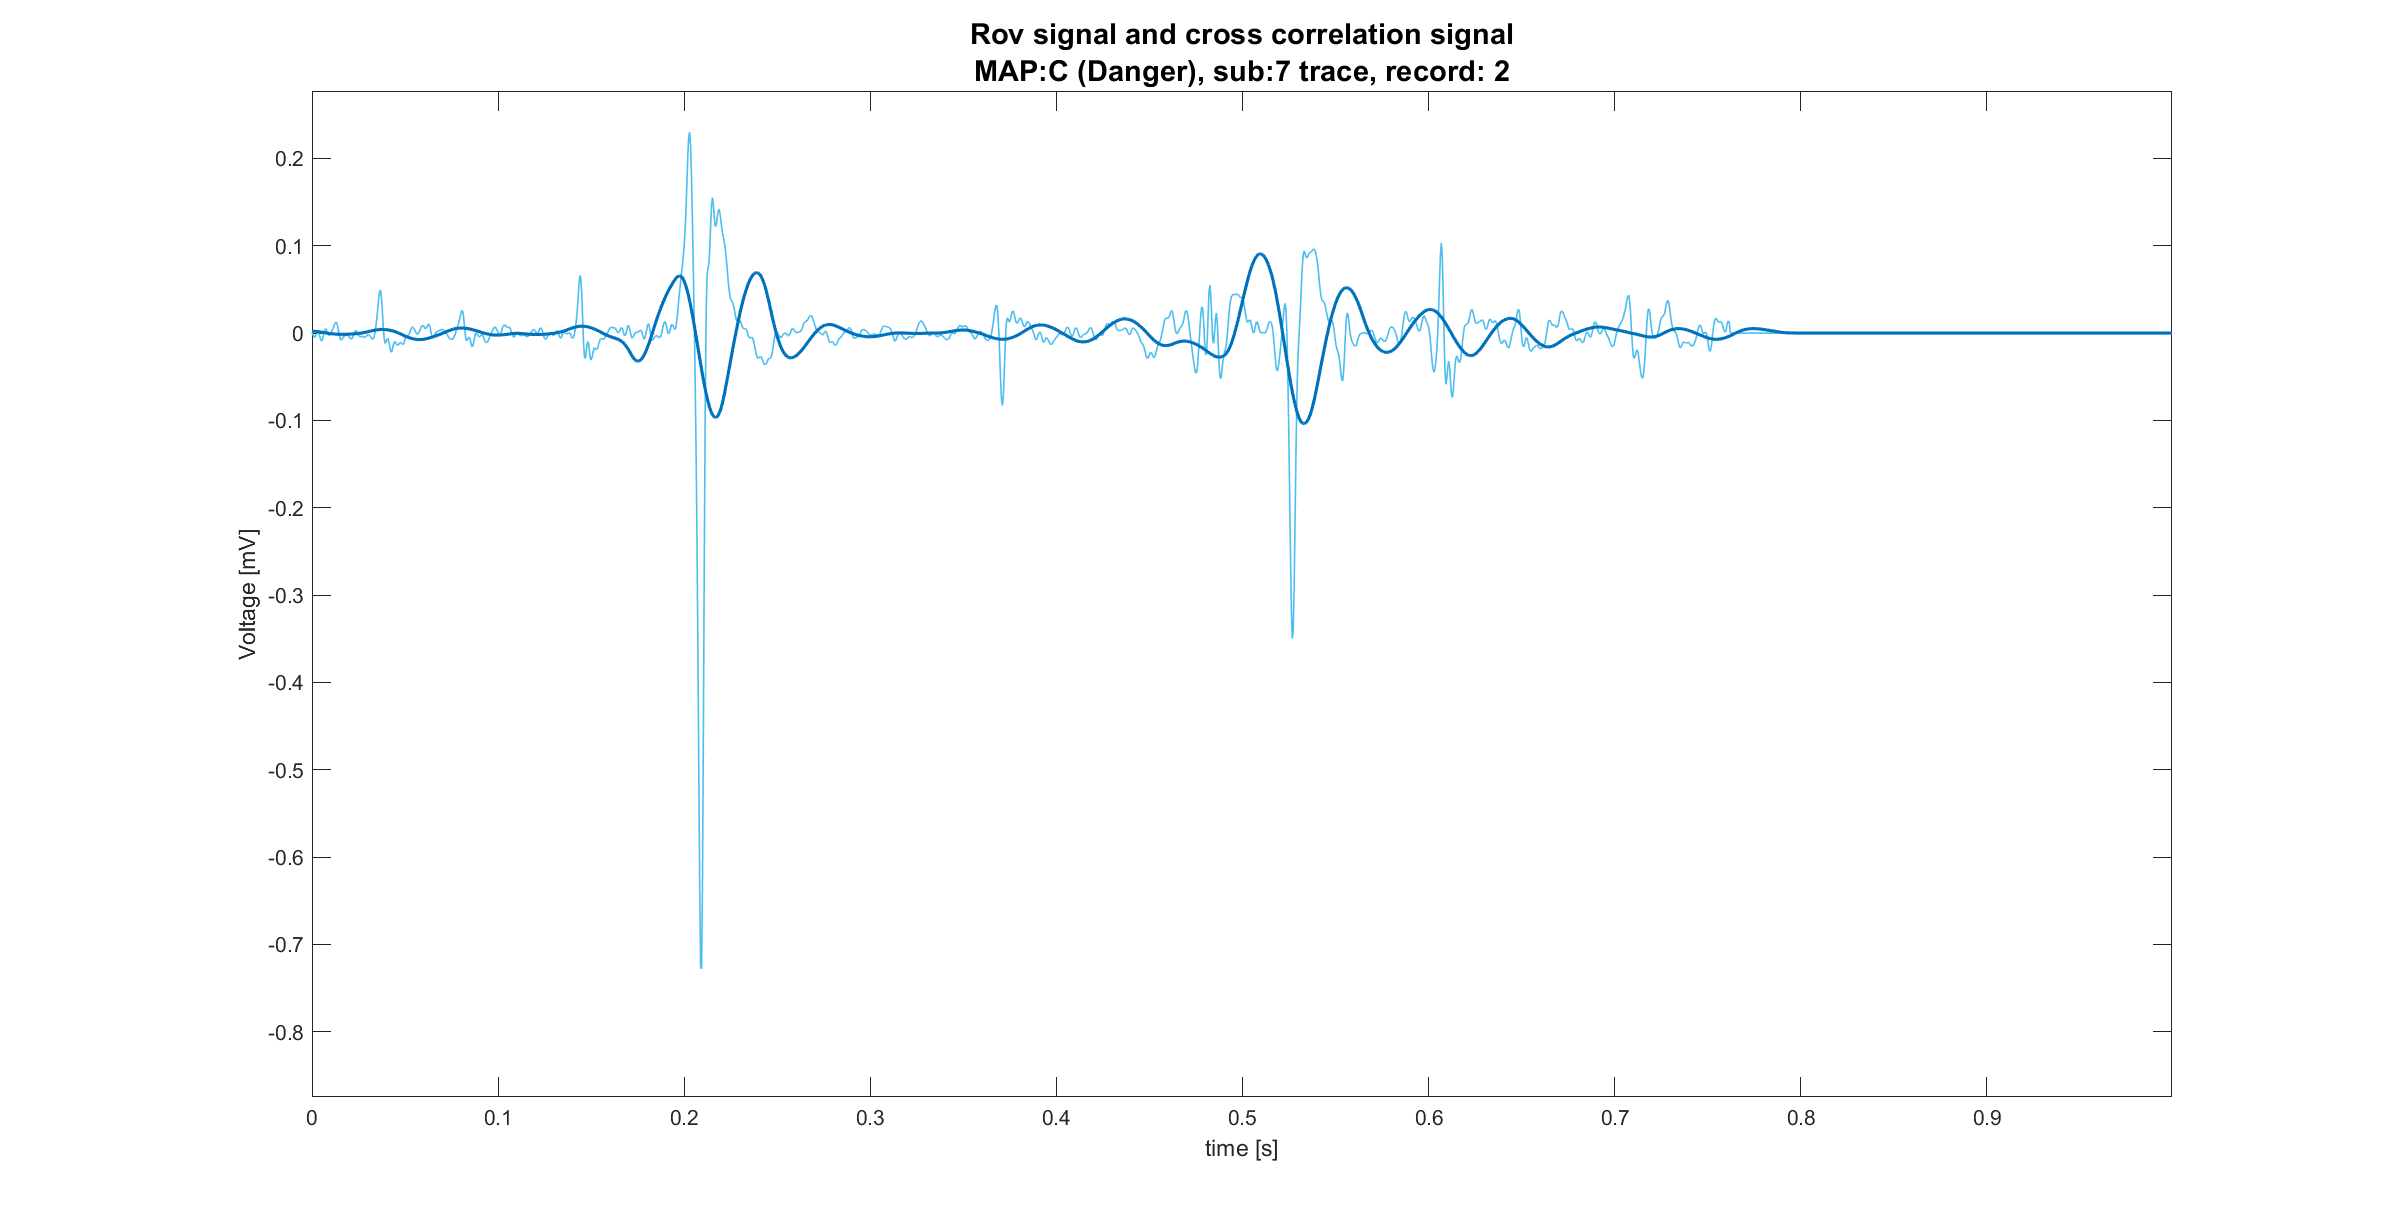 Rov signal and cross correlation signal
MAP:C (Danger), sub:7 trace, record: 2
0.2
0.1
0
-0.1
-0.2
-0.3
-0.4
-0.5
-0.6
-0.7
-0.8
Voltage [mV]
0 0.1 0.2 0.3 0.4 0.5 0.6 0.7 0.8 0.9
time [s]